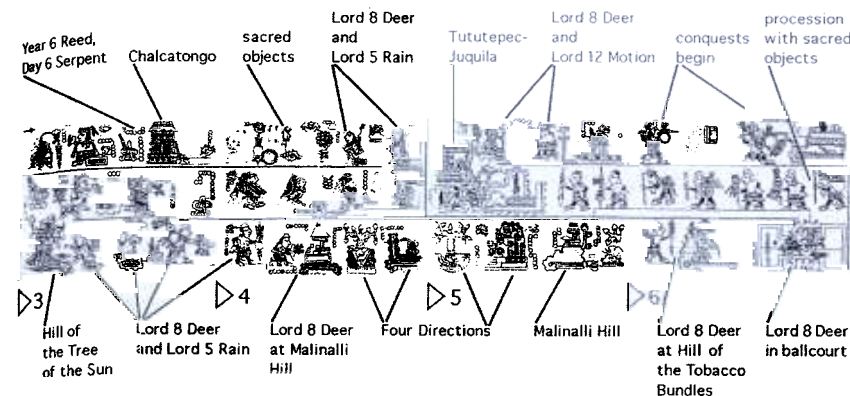 Year 6 Reed,
Day 6 Serpent
Chalcatongo
sacred
objects
Lord 8 Deer
and
Lord 5 Rain
Tututepec-
Juquila
Lord 8 Deer
and
Lord 12 Motion
conquests
begin
procession
with sacred
objects
3
4
5
6
Hill of
the Tree
of the Sun
Lord 8 Deer
and Lord 5 Rain
Lord 8 Deer
at Malinalli
Hill
Four Directions
Malinalli Hill
Lord 8 Deer
at Hill of
the Tobacco
Bundles
Lord 8 Deer
in ballcourt